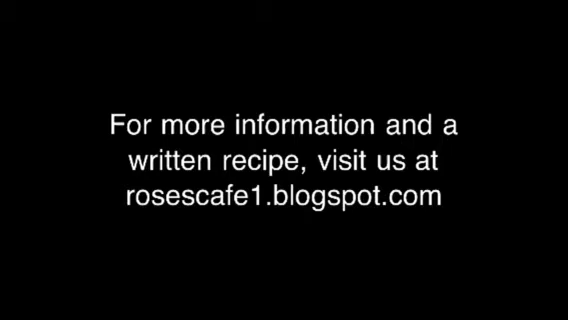 For more information and a
written recipe, visit us at
rosescafe1.blogspot.com